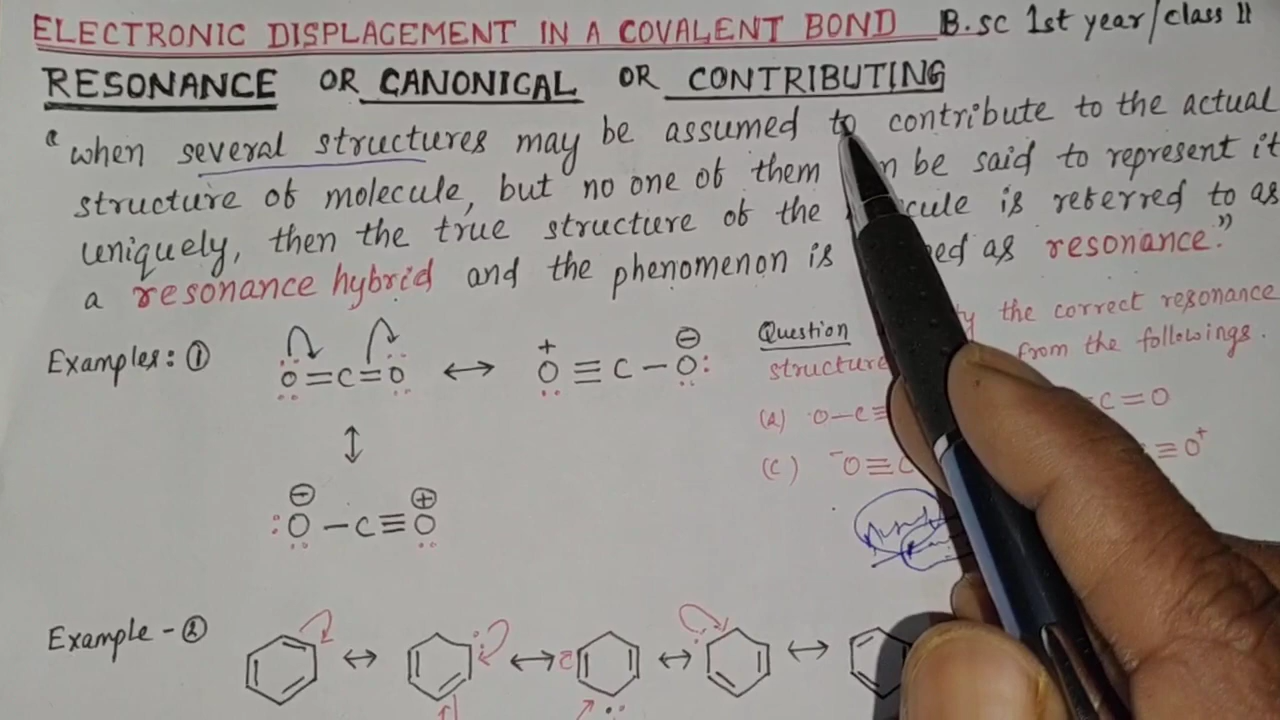 ELECTRONIC DISPLACEMENT IN A COVALENT BOND B.sc 1st year/class 11
RESONANCE OR CANONICAL OR CONTRIBUTING
"when several structures may be assumed to contribute to the actual
structure of molecule, but no one of them be said to represent it
uniquely, then the true structure of the is referred to as
a resonance hybrid and the phenomenon is as resonance."
Examples: ①
:O=C=O: ↔ +O≡C-O:⊖
↕
⊖:O-C≡O⊕
Question the correct resonance
structure from the followings.
(A) O-C≡ C=O
(C) ⁻O≡C ≡O⁺
Example-②